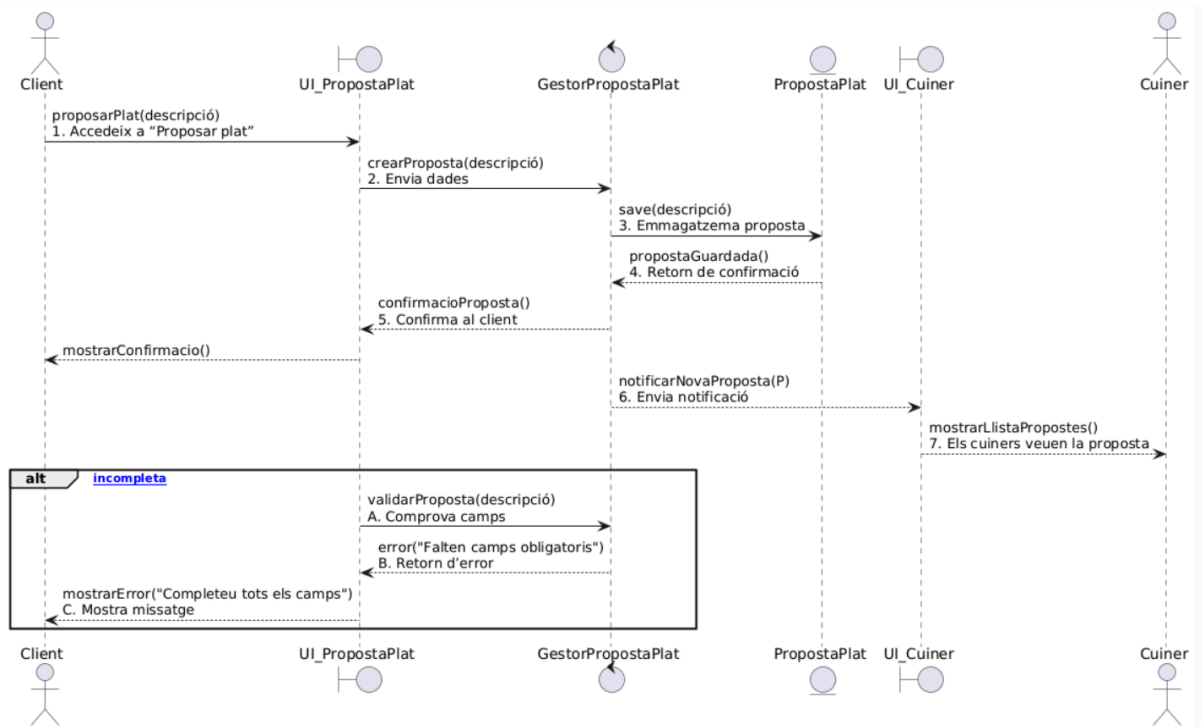 Client
UI_PropostaPlat
GestorPropostaPlat
PropostaPlat
UI_Cuiner
Cuiner
proposarPlat(descripció)
1. Accedeix a “Proposar plat”
crearProposta(descripció)
2. Envia dades
save(descripció)
3. Emmagatzema proposta
propostaGuardada()
4. Retorn de confirmació
confirmacioProposta()
5. Confirma al client
mostrarConfirmacio()
notificarNovaProposta(P)
6. Envia notificació
mostrarLlistaPropostes()
7. Els cuiners veuen la proposta
alt
incompleta
validarProposta(descripció)
A. Comprova camps
error("Falten camps obligatoris")
B. Retorn d’error
mostrarError("Completeu tots els camps")
C. Mostra missatge
Client
UI_PropostaPlat
GestorPropostaPlat
PropostaPlat
UI_Cuiner
Cuiner